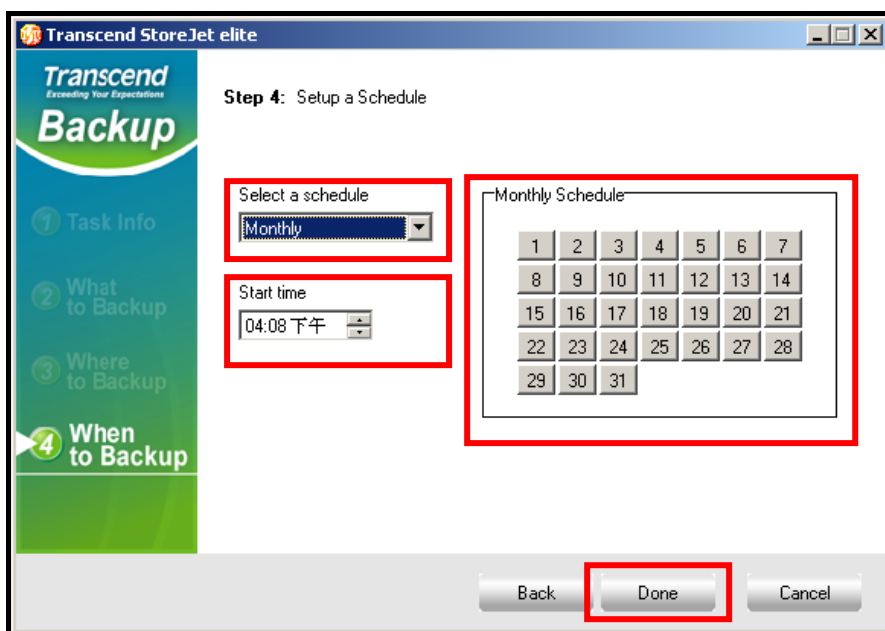 Transcend StoreJet elite
Transcend
Exceeding Your Expectations
Backup
1 Task Info
2 What
to Backup
3 Where
to Backup
4 When
to Backup
Step 4: Setup a Schedule
Select a schedule
Monthly
Start time
04:08 下午
Monthly Schedule
1 2 3 4 5 6 7
8 9 10 11 12 13 14
15 16 17 18 19 20 21
22 23 24 25 26 27 28
29 30 31
Back Done Cancel